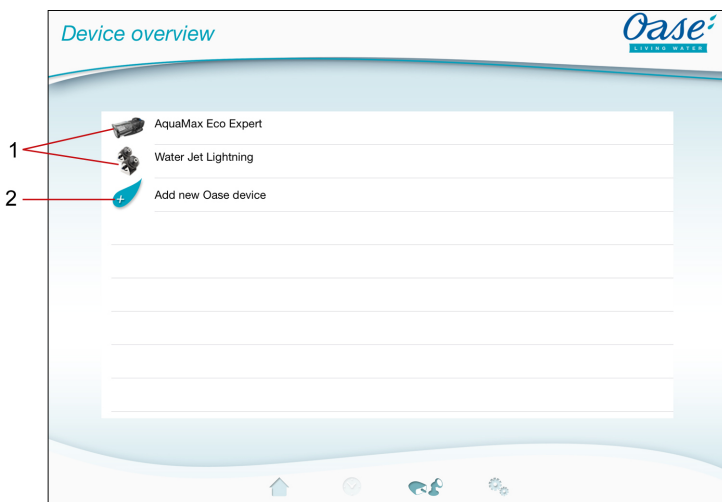 Device overview
Oase
LIVING WATER
1
AquaMax Eco Expert
Water Jet Lightning
2
Add new Oase device